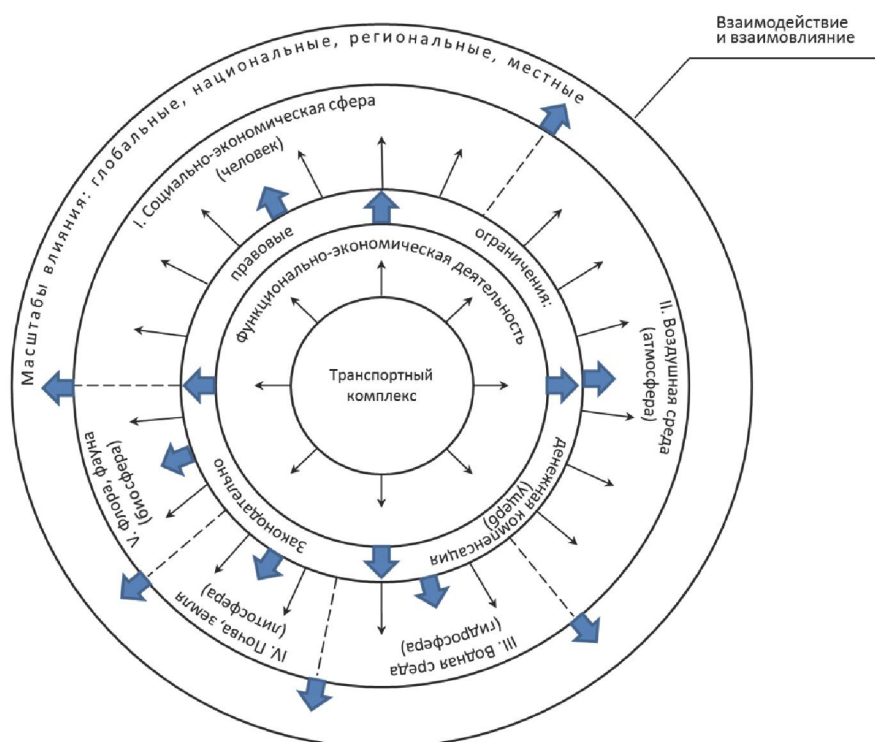 Взаимодействие
и взаимовлияние
Масштабы влияния: глобальные, национальные, региональные, местные
I. Социально-экономическая сфера
(человек)
II. Воздушная среда
(атмосфера)
III. Водная среда
(гидросфера)
IV. Почва, земля
(литосфера)
V. флора, фауна
(биосфера)
Законодательно
правовые
ограничения:
денежная компенсация
(ущерб)
Функционально-экономическая деятельность
Транспортный
комплекс